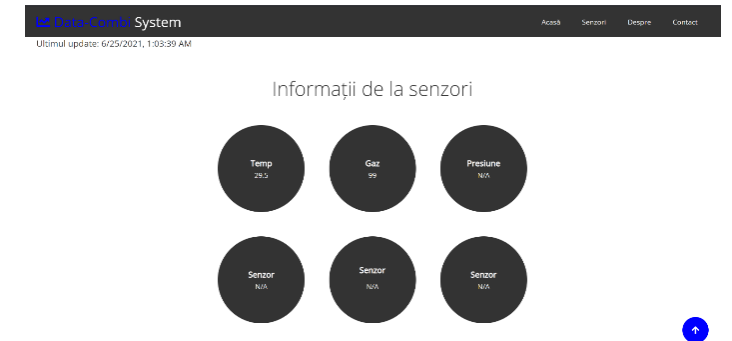 Data-Combi System
Acasă Senzori Despre Contact
Ultimul update: 6/25/2021, 1:03:39 AM
Informații de la senzori
Temp
29.5
Gaz
99
Presiune
N/A
Senzor
N/A
Senzor
N/A
Senzor
N/A